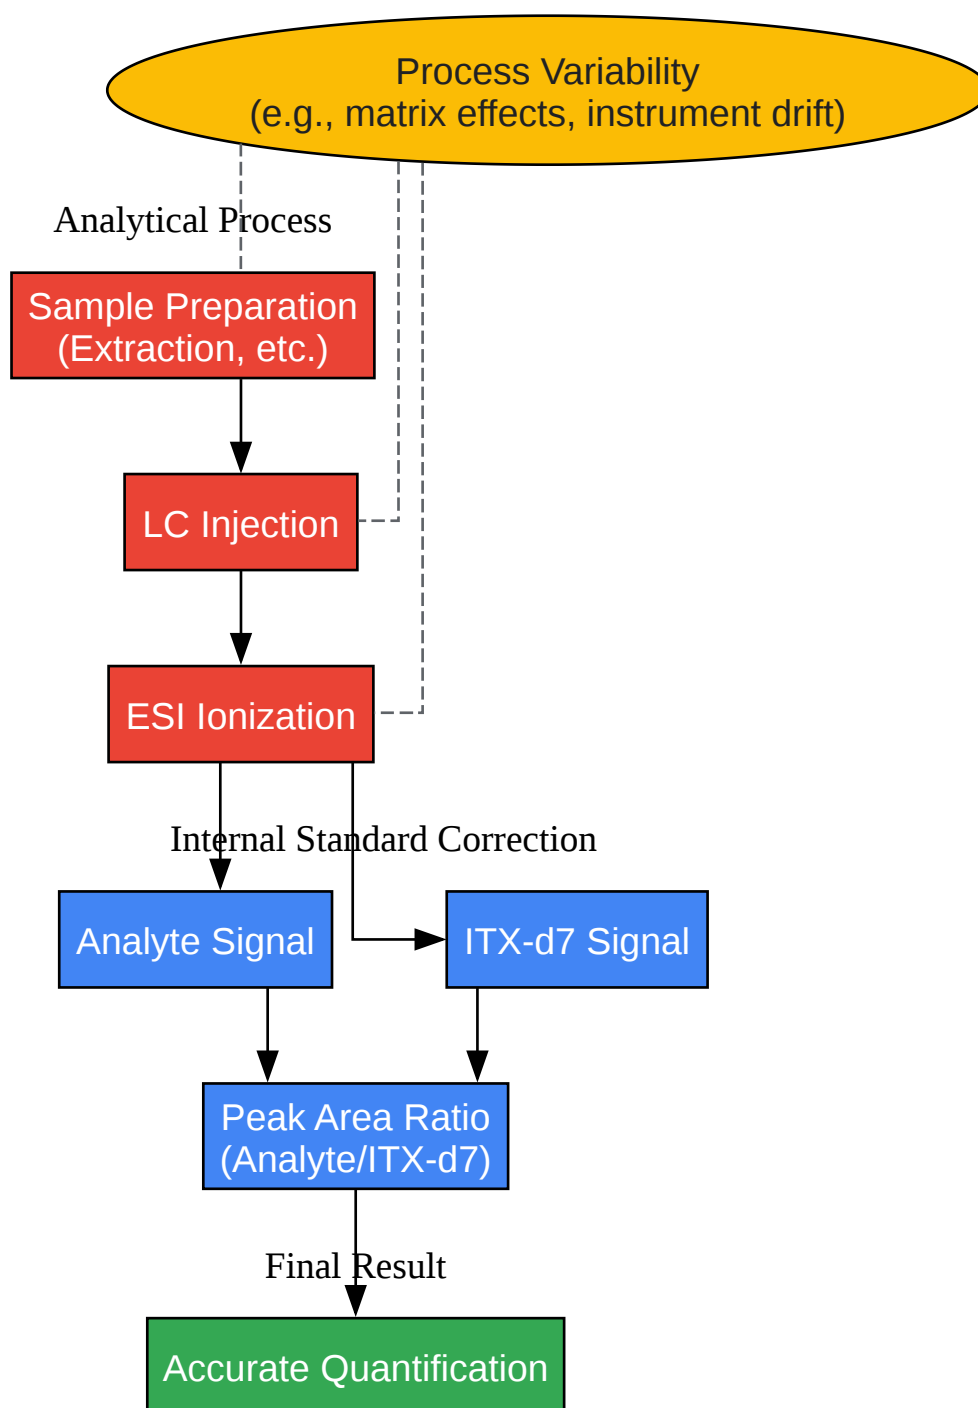 Process Variability
(e.g., matrix effects, instrument drift)
Analytical Process
Sample Preparation
(Extraction, etc.)
LC Injection
ESI Ionization
Internal Standard Correction
Analyte Signal
ITX-d7 Signal
Peak Area Ratio
(Analyte/ITX-d7)
Final Result
Accurate Quantification